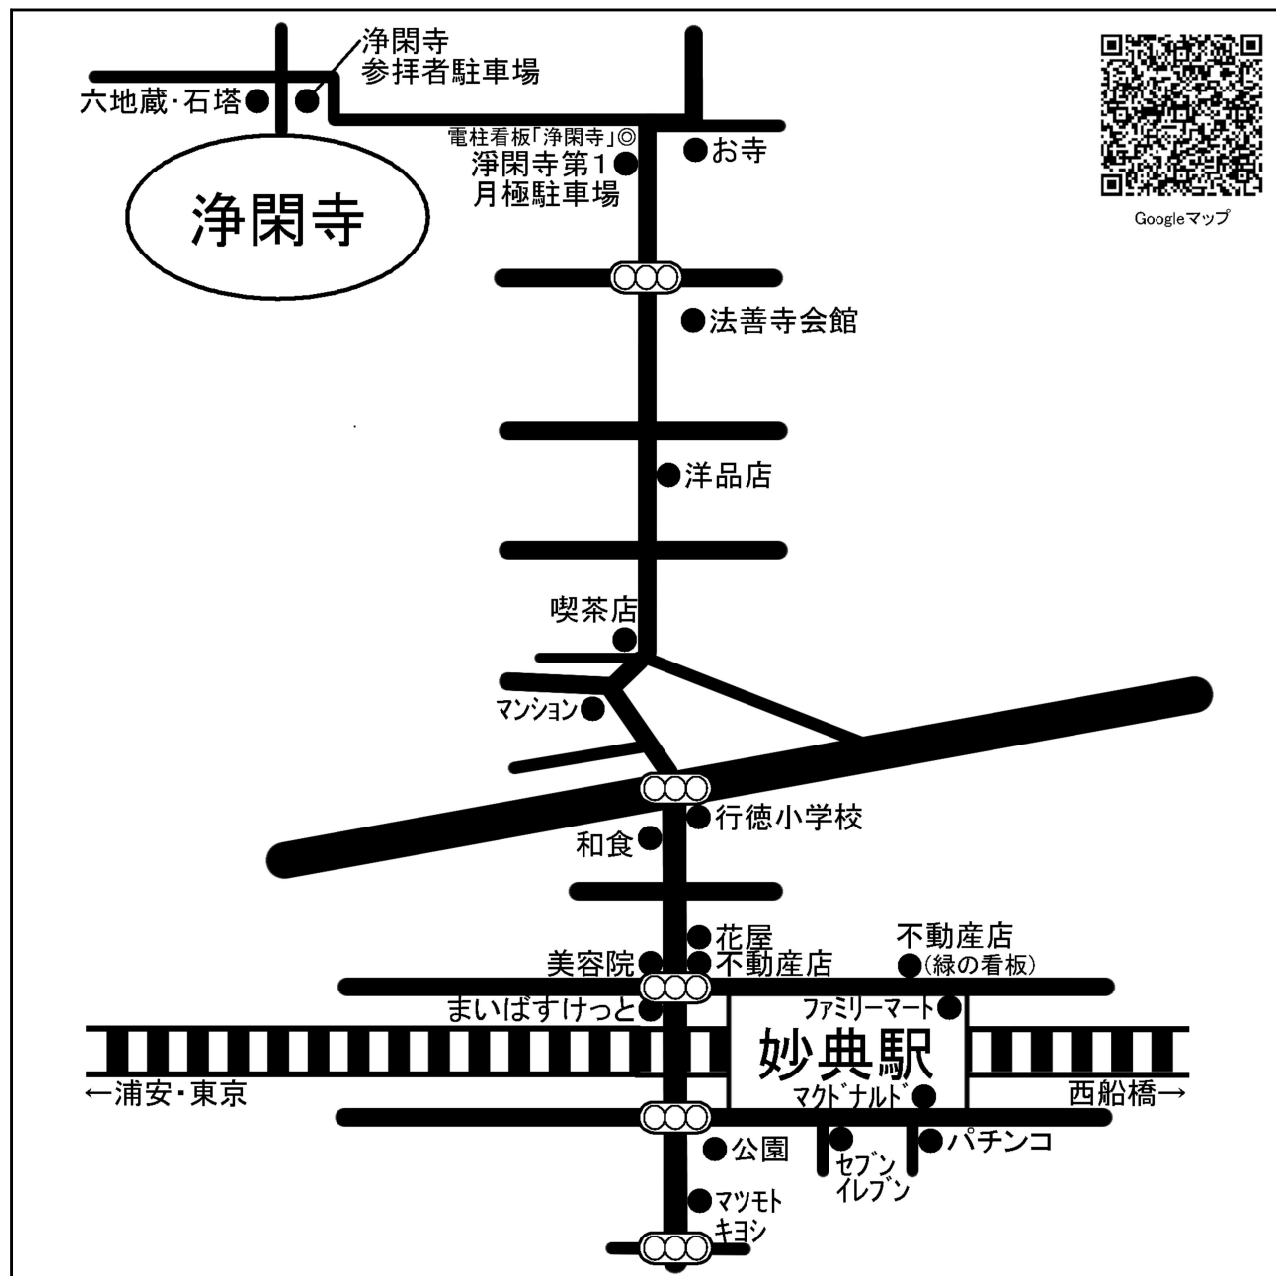 浄閑寺
参拝者駐車場
六地蔵・石塔
電柱看板「浄閑寺」◎
淨閑寺第1
月極駐車場
お寺
浄閑寺
Googleマップ
法善寺会館
洋品店
喫茶店
マンション
行徳小学校
和食
花屋
美容院
不動産店
不動産店
(緑の看板)
まいばすけっと
ファミリーマート
妙典駅
←浦安・東京
マクドナルド
西船橋→
公園
セブン
イレブン
パチンコ
マツモト
キヨシ